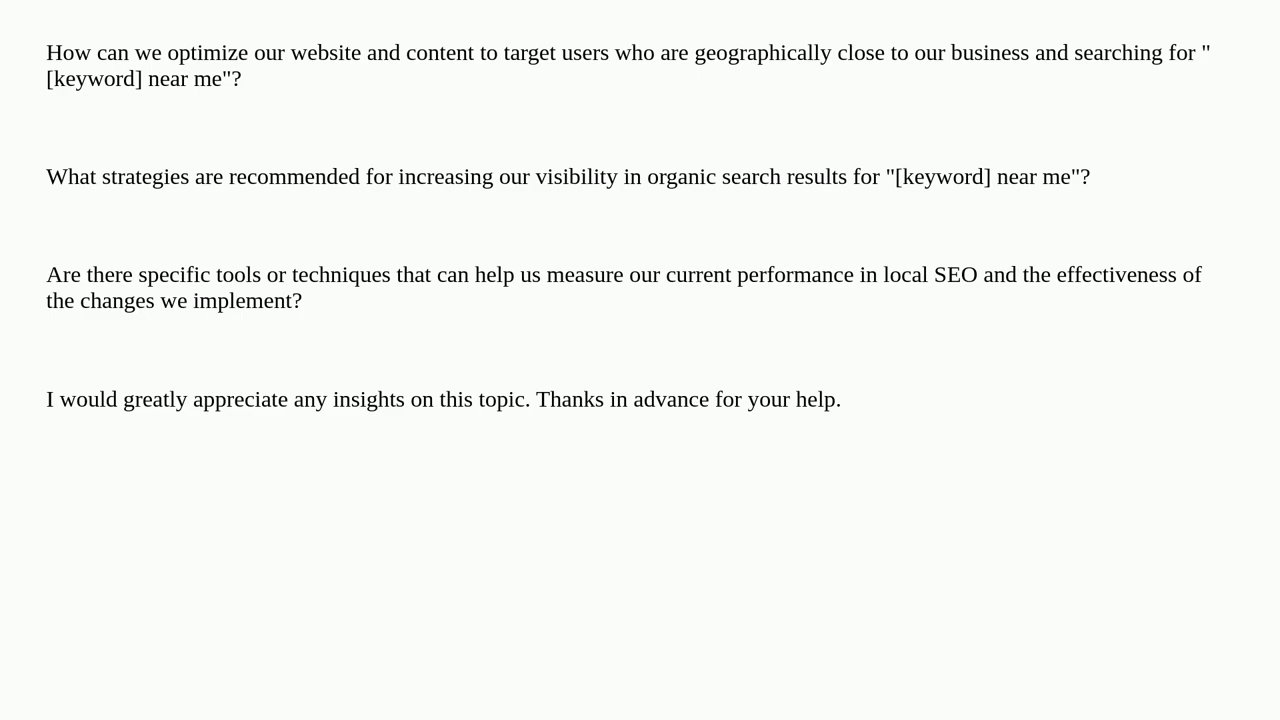 How can we optimize our website and content to target users who are geographically close to our business and searching for "
[keyword] near me"?
What strategies are recommended for increasing our visibility in organic search results for "[keyword] near me"?
Are there specific tools or techniques that can help us measure our current performance in local SEO and the effectiveness of
the changes we implement?
I would greatly appreciate any insights on this topic. Thanks in advance for your help.